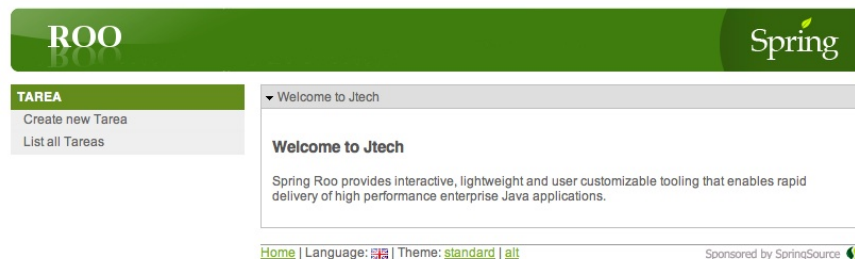 ROO
Spring
TAREA
Create new Tarea
List all Tareas
Welcome to Jtech
Welcome to Jtech
Spring Roo provides interactive, lightweight and user customizable tooling that enables rapid
delivery of high performance enterprise Java applications.
Home | Language: | Theme: standard | alt
Sponsored by SpringSource